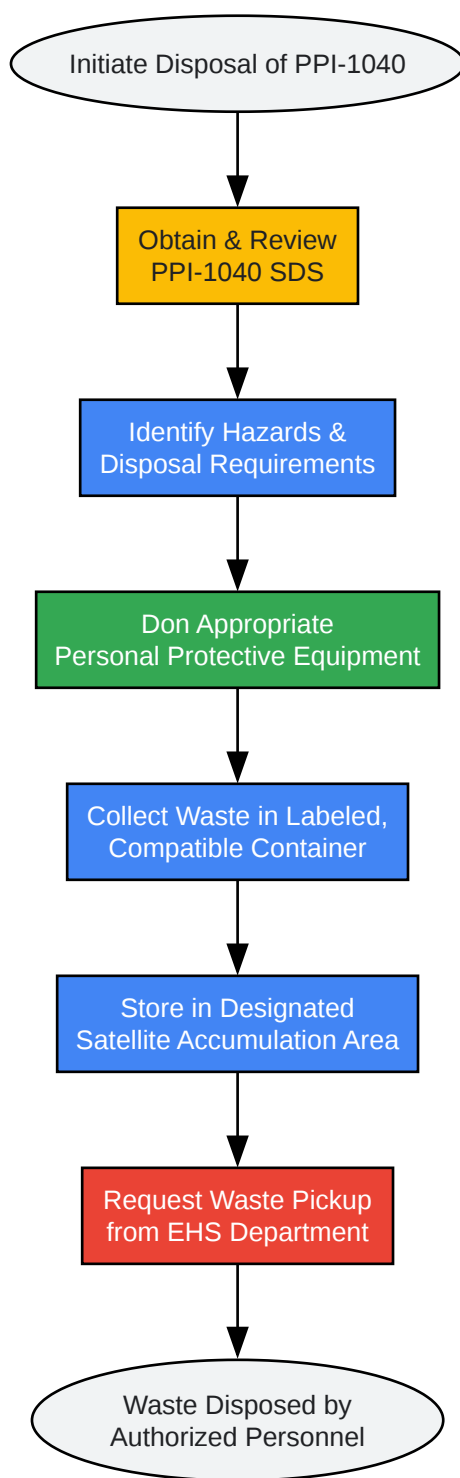 Initiate Disposal of PPI-1040
Obtain & Review
PPI-1040 SDS
Identify Hazards &
Disposal Requirements
Don Appropriate
Personal Protective Equipment
Collect Waste in Labeled,
Compatible Container
Store in Designated
Satellite Accumulation Area
Request Waste Pickup
from EHS Department
Waste Disposed by
Authorized Personnel